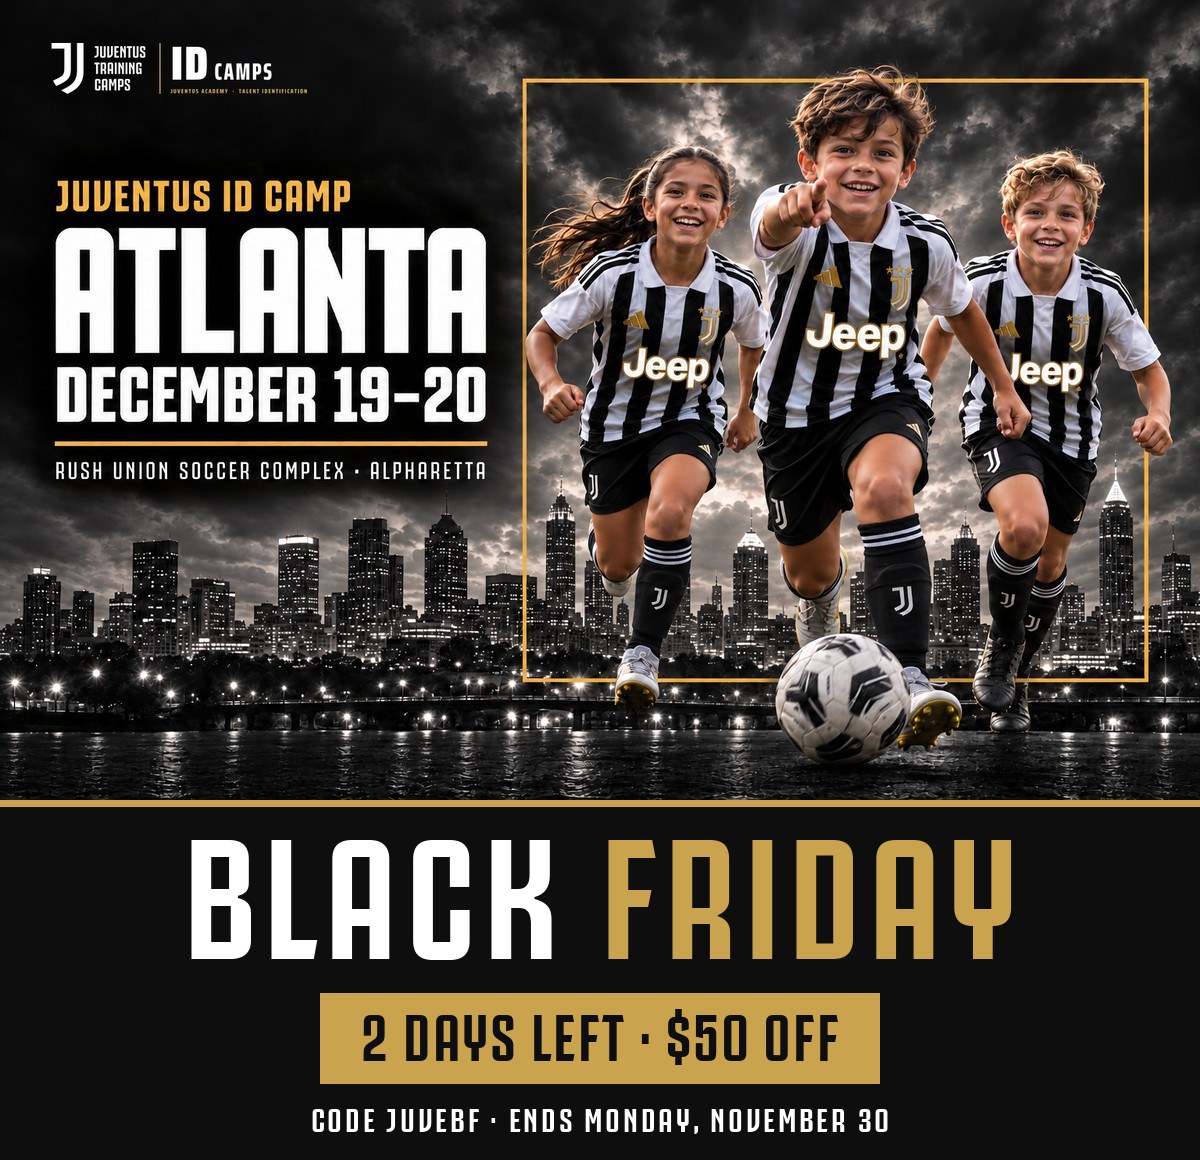 JUVENTUS
TRAINING
CAMPS
ID CAMPS
JUVENTUS ACADEMY · TALENT IDENTIFICATION
JUVENTUS ID CAMP
ATLANTA
DECEMBER 19–20
RUSH UNION SOCCER COMPLEX · ALPHARETTA
Jeep
Jeep
Jeep
BLACK FRIDAY
2 DAYS LEFT · $50 OFF
CODE JUVEBF · ENDS MONDAY, NOVEMBER 30